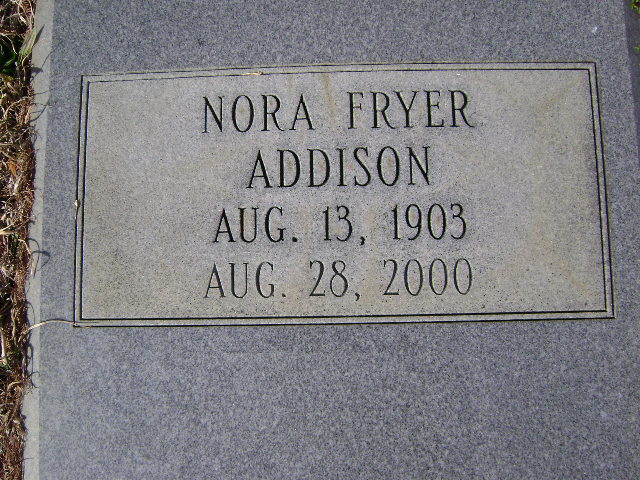 NORA FRYER
ADDISON
AUG. 13, 1903
AUG. 28, 2000